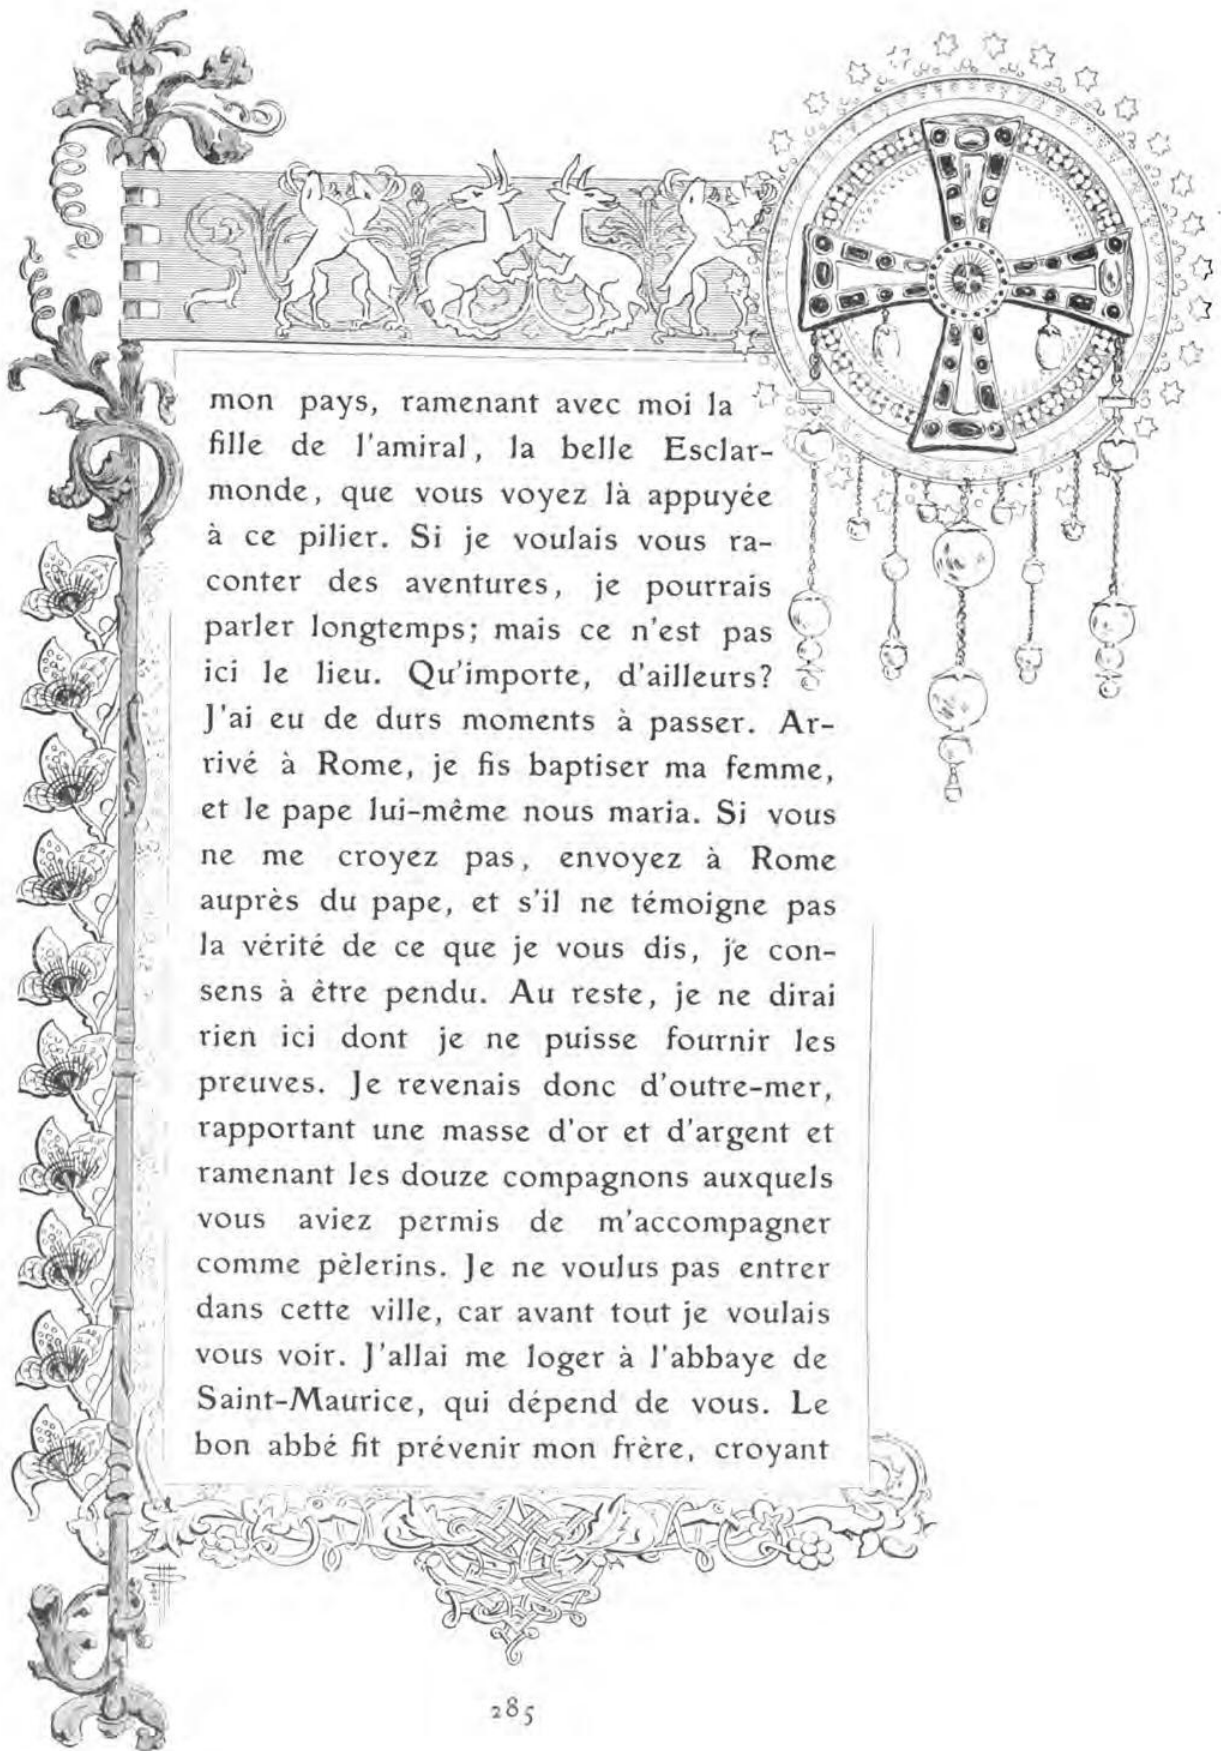 mon pays, ramenant avec moi la
fille de l'amiral, la belle Esclar-
monde, que vous voyez là appuyée
à ce pilier. Si je voulais vous ra-
conter des aventures, je pourrais
parler longtemps; mais ce n'est pas
ici le lieu. Qu'importe, d'ailleurs?
J'ai eu de durs moments à passer. Ar-
rivé à Rome, je fis baptiser ma femme,
et le pape lui-même nous maria. Si vous
ne me croyez pas, envoyez à Rome
auprès du pape, et s'il ne témoigne pas
la vérité de ce que je vous dis, je con-
sens à être pendu. Au reste, je ne dirai
rien ici dont je ne puisse fournir les
preuves. Je revenais donc d'outre-mer,
rapportant une masse d'or et d'argent et
ramenant les douze compagnons auxquels
vous aviez permis de m'accompagner
comme pèlerins. Je ne voulus pas entrer
dans cette ville, car avant tout je voulais
vous voir. J'allai me loger à l'abbaye de
Saint-Maurice, qui dépend de vous. Le
bon abbé fit prévenir mon frère, croyant
285